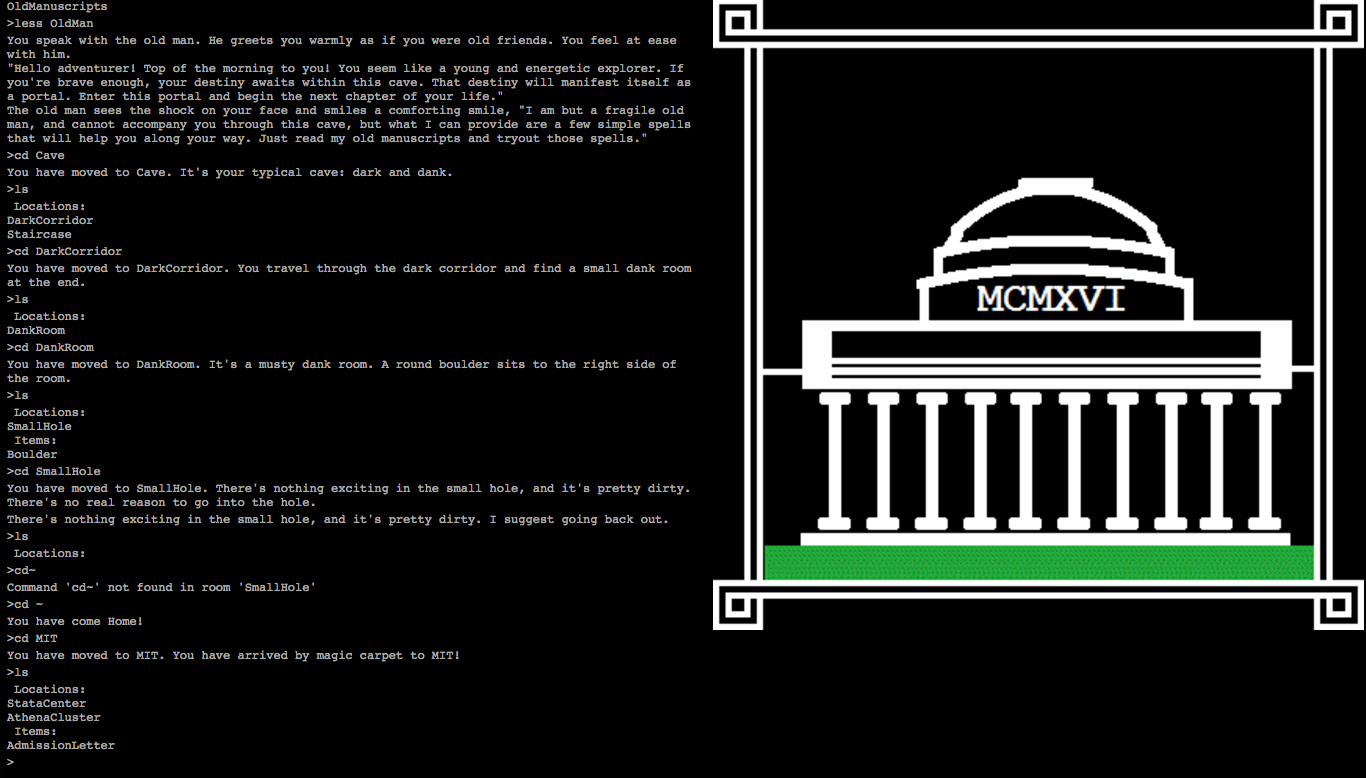 OldManuscripts
>less OldMan
You speak with the old man. He greets you warmly as if you were old friends. You feel at ease
with him.
"Hello adventurer! Top of the morning to you! You seem like a young and energetic explorer. If
you're brave enough, your destiny awaits within this cave. That destiny will manifest itself as
a portal. Enter this portal and begin the next chapter of your life."
The old man sees the shock on your face and smiles a comforting smile, "I am but a fragile old
man, and cannot accompany you through this cave, but what I can provide are a few simple spells
that will help you along your way. Just read my old manuscripts and tryout those spells."
>cd Cave
You have moved to Cave. It's your typical cave: dark and dank.
>ls
Locations:
DarkCorridor
Staircase
>cd DarkCorridor
You have moved to DarkCorridor. You travel through the dark corridor and find a small dank room
at the end.
>ls
Locations:
DankRoom
>cd DankRoom
You have moved to DankRoom. It's a musty dank room. A round boulder sits to the right side of
the room.
>ls
Locations:
SmallHole
Items:
Boulder
>cd SmallHole
You have moved to SmallHole. There's nothing exciting in the small hole, and it's pretty dirty.
There's no real reason to go into the hole.
There's nothing exciting in the small hole, and it's pretty dirty. I suggest going back out.
>ls
Locations:
>cd~
Command 'cd~' not found in room 'SmallHole'
>cd ~
You have come Home!
>cd MIT
You have moved to MIT. You have arrived by magic carpet to MIT!
>ls
Locations:
StataCenter
AthenaCluster
Items:
AdmissionLetter
>
MCMXVI